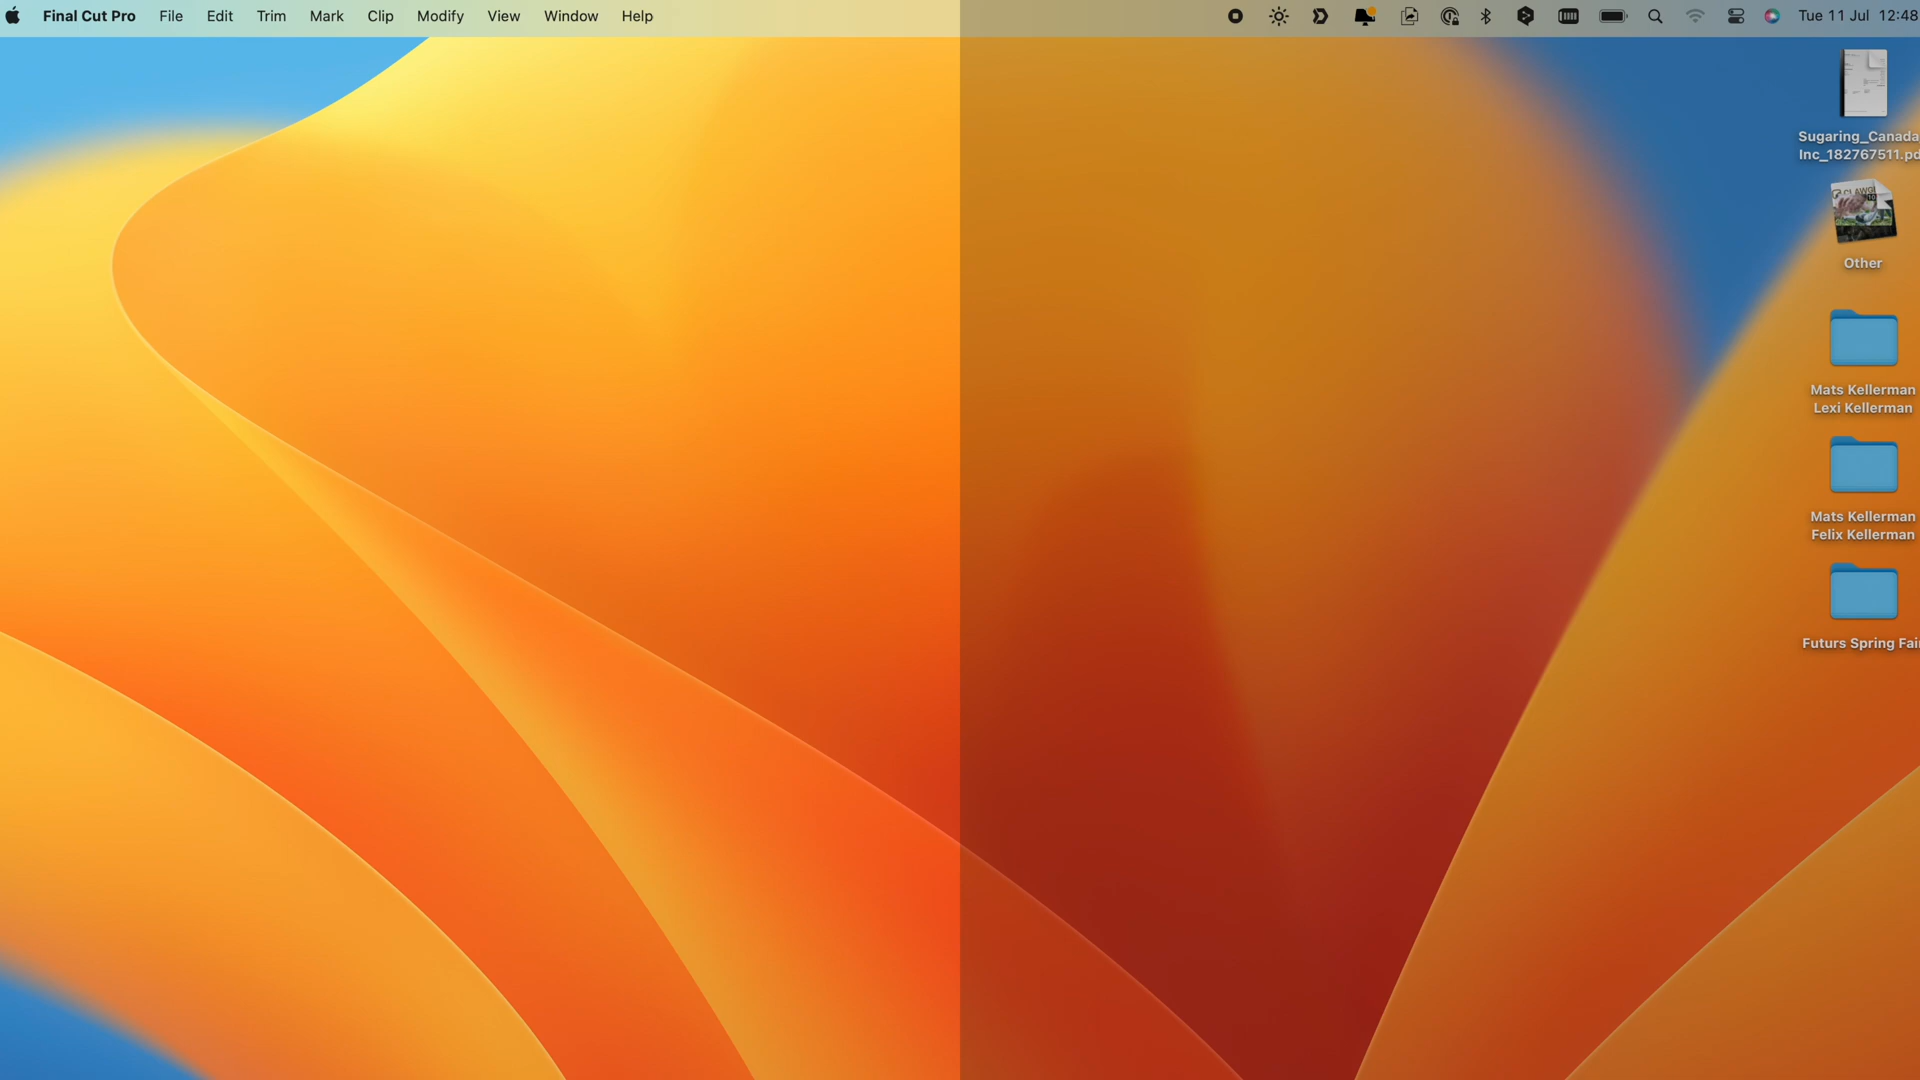 Final Cut Pro File Edit Trim Mark Clip Modify View Window Help Tue 11 Jul 12:48
Sugaring_Canada
Inc_182767511.pd
CLAWGI
Other
Mats Kellerman
Lexi Kellerman
Mats Kellerman
Felix Kellerman
Futurs Spring Fai